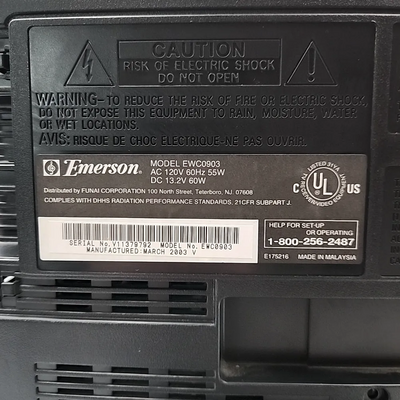 CAUTION
RISK OF ELECTRIC SHOCK
DO NOT OPEN
WARNING-TO REDUCE THE RISK OF FIRE OR ELECTRIC SHOCK,
DO NOT EXPOSE THIS EQUIPMENT TO RAIN, MOISTURE, WATER
OR WET LOCATIONS.
AVIS: RISQUE DE CHOC ELECTRIQUE-NE PAS OUVRIR.
Emerson.
MODEL EWC0903
AC 120V 60Hz 55W
DC 13.2V 60W
Distributed by FUNAI CORPORATION 100 North Street, Teterboro, NJ. 07608
COMPLIES WITH DHHS RADIATION PERFORMANCE STANDARDS, 21CFR SUBPART J.
C UL US
SERIAL No. V11379792 MODEL No. EWC0903
MANUFACTURED: MARCH 2003 V
HELP FOR SET-UP
OR OPERATING
1-800-256-2487
E175216 MADE IN MALAYSIA